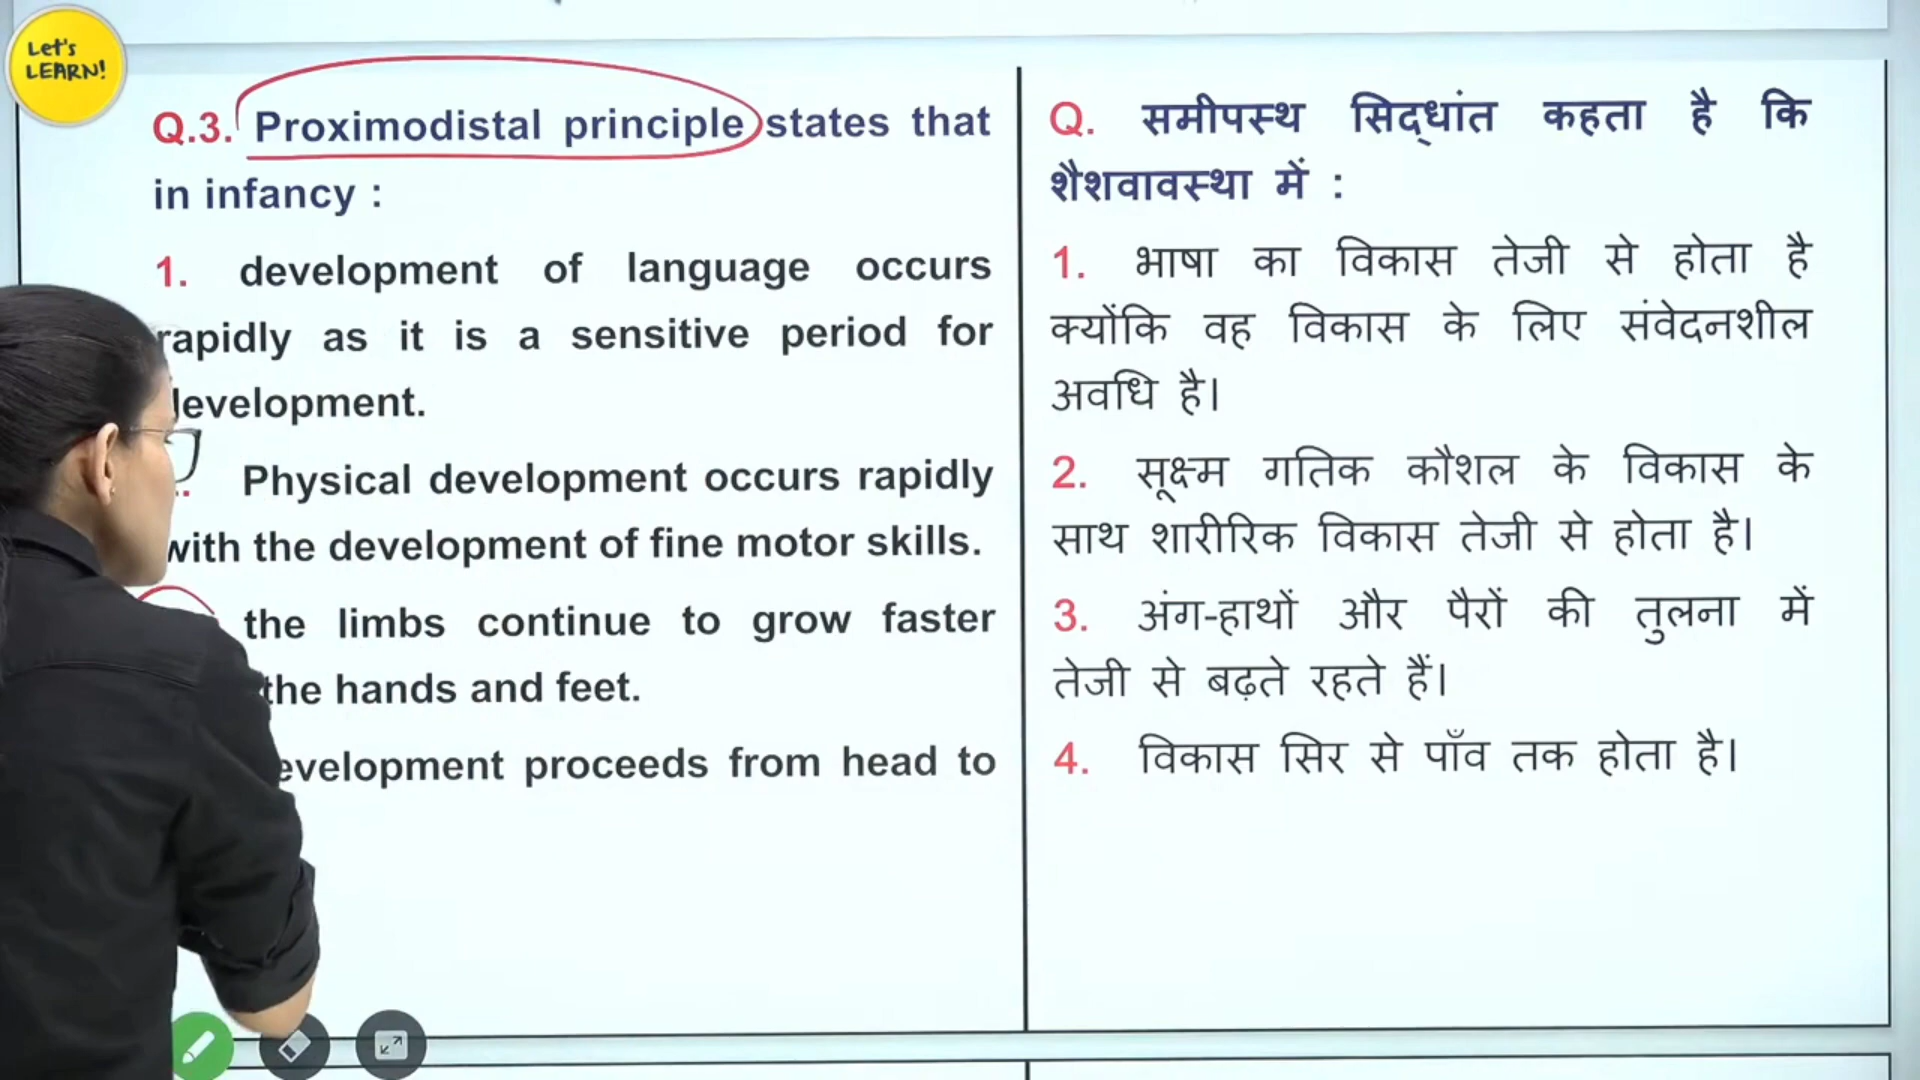 Let's
LEARN!
Q.3. Proximodistal principle states that
in infancy :
1. development of language occurs
rapidly as it is a sensitive period for
development.
Physical development occurs rapidly
with the development of fine motor skills.
the limbs continue to grow faster
the hands and feet.
evelopment proceeds from head to
Q. समीपस्थ सिद्धांत कहता है कि
शैशवावस्था में :
1. भाषा का विकास तेजी से होता है
क्योंकि वह विकास के लिए संवेदनशील
अवधि है।
2. सूक्ष्म गतिक कौशल के विकास के
साथ शारीरिक विकास तेजी से होता है।
3. अंग-हाथों और पैरों की तुलना में
तेजी से बढ़ते रहते हैं।
4. विकास सिर से पाँव तक होता है।